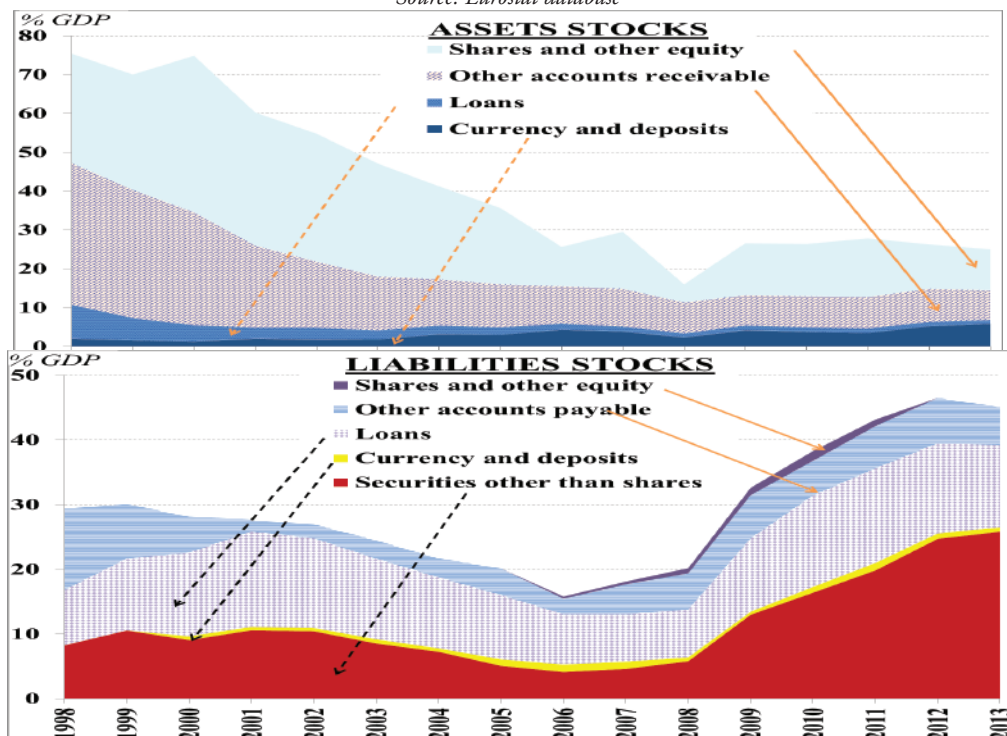 Source: Eurostat database
% GDP
ASSETS STOCKS
80
70
60
50
40
30
20
10
0
Shares and other equity
Other accounts receivable
Loans
Currency and deposits
% GDP
LIABILITIES STOCKS
50
40
30
20
10
0
Shares and other equity
Other accounts payable
Loans
Currency and deposits
Securities other than shares
1998
1999
2000
2001
2002
2003
2004
2005
2006
2007
2008
2009
2010
2011
2012
2013